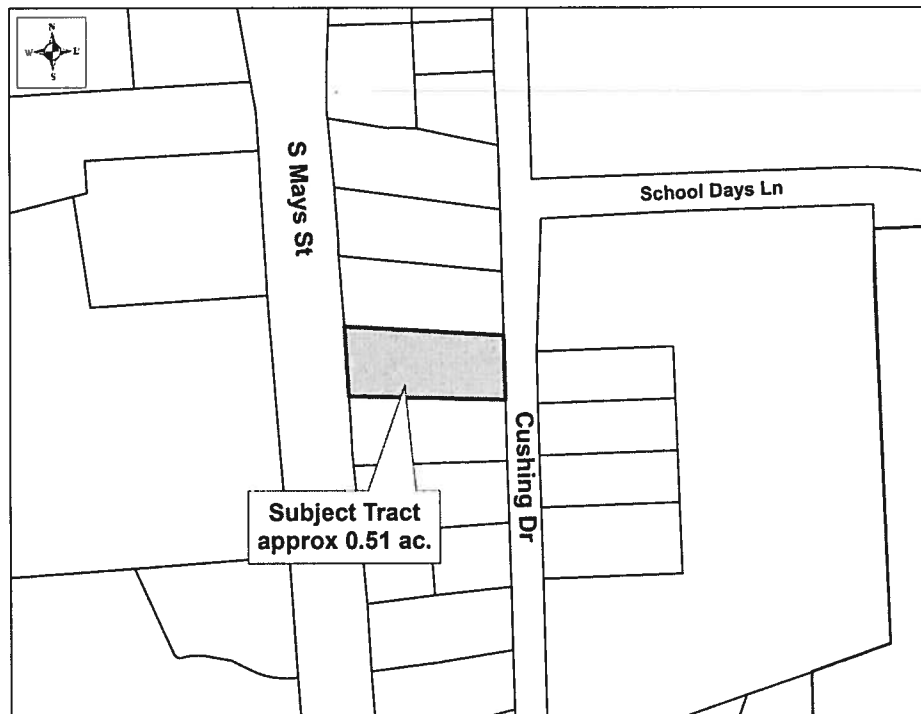 N
W
S
S Mays St
School Days Ln
Cushing Dr
Subject Tract
approx 0.51 ac.